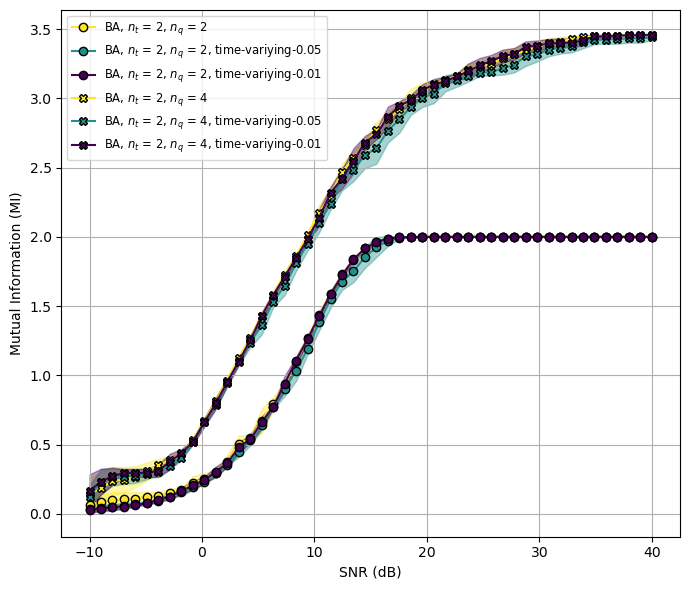 BA, n_t = 2, n_q = 2
BA, n_t = 2, n_q = 2, time-variying-0.05
BA, n_t = 2, n_q = 2, time-variying-0.01
BA, n_t = 2, n_q = 4
BA, n_t = 2, n_q = 4, time-variying-0.05
BA, n_t = 2, n_q = 4, time-variying-0.01
Mutual Information (MI)
3.5
3.0
2.5
2.0
1.5
1.0
0.5
0.0
−10
0
10
20
30
40
SNR (dB)